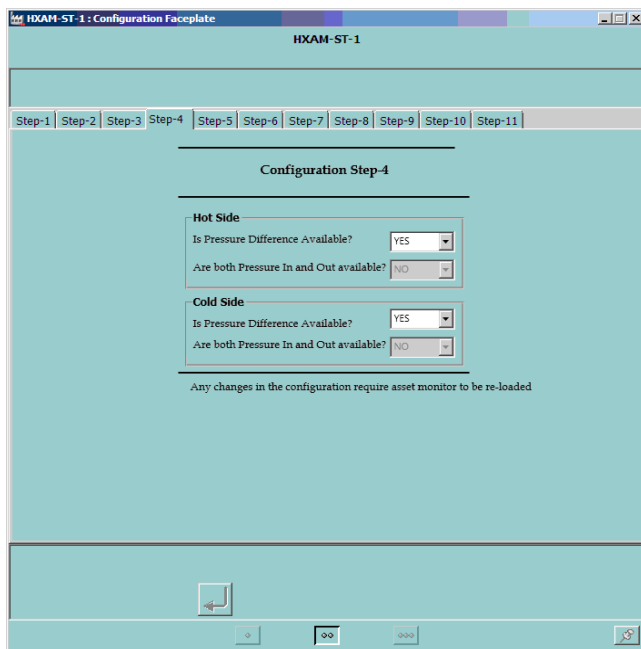 HXAM-ST-1 : Configuration Faceplate
HXAM-ST-1
Step-1 Step-2 Step-3 Step-4 Step-5 Step-6 Step-7 Step-8 Step-9 Step-10 Step-11
Configuration Step-4
Hot Side
Is Pressure Difference Available? YES
Are both Pressure In and Out available? NO
Cold Side
Is Pressure Difference Available? YES
Are both Pressure In and Out available? NO
Any changes in the configuration require asset monitor to be re-loaded